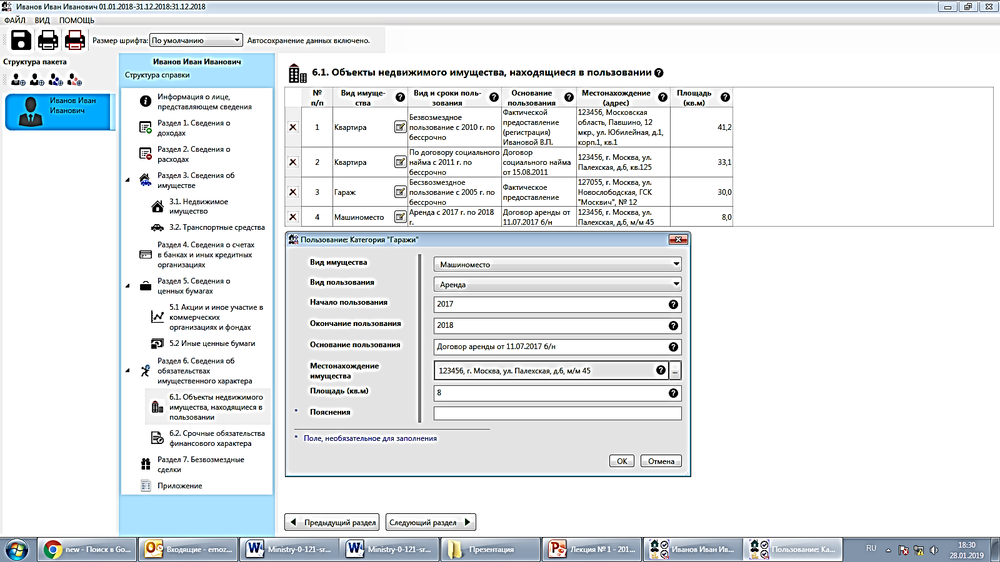 Иванов Иван Иванович 01.01.2018-31.12.2018:31.12.2018
ФАЙЛ ВИД ПОМОЩЬ
Размер шрифта: По умолчанию Автосохранение данных включено.
Структура пакета
Иванов Иван
Иванович
Иванов Иван Иванович
Структура справки
Информация о лице,
представляющем сведения
Раздел 1. Сведения о
доходах
Раздел 2. Сведения о
расходах
Раздел 3. Сведения об
имуществе
3.1. Недвижимое
имущество
3.2. Транспортные средства
Раздел 4. Сведения о счетах
в банках и иных кредитных
организациях
Раздел 5. Сведения о
ценных бумагах
5.1 Акции и иное участие в
коммерческих
организациях и фондах
5.2 Иные ценные бумаги
Раздел 6. Сведения об
обязательствах
имущественного характера
6.1. Объекты недвижимого
имущества, находящиеся в
пользовании
6.2. Срочные обязательства
финансового характера
Раздел 7. Безвозмездные
сделки
Приложение
6.1. Объекты недвижимого имущества, находящиеся в пользовании
№
п/п
Вид имуще-
ства
Вид и сроки поль-
зования
Основание
пользования
Местонахождение
(адрес)
Площадь
(кв.м)
1
Квартира
Безвозмездное
пользование с 2010 г. по
бессрочно
Фактической
предоставление
(регистрация)
Ивановой В.П.
123456, Московская
область, Павшино, 12
мкр., ул. Юбилейная, д.1,
корп.1, кв.1
41,2
2
Квартира
По договору социального
найма с 2011 г. по
бессрочно
Договор
социального найма
от 15.08.2011
123456, г. Москва, ул.
Палехская, д.6, кв.125
33,1
3
Гараж
Бесзвозмездное
пользование с 2005 г. по
бессрочно
Фактическое
предоставление
127055, г. Москва, ул.
Новослободская, ГСК
"Москвич", № 12
30,0
4
Машиноместо
Аренда с 2017 г. по 2018
г.
Договор аренды от
11.07.2017 б/н
123456, г. Москва, ул.
Палехская, д.6, м/м 45
8,0
Пользование: Категория "Гаражи"
Вид имущества
Машиноместо
Вид пользования
Аренда
Начало пользования
2017
Окончание пользования
2018
Основание пользования
Договор аренды от 11.07.2017 б/н
Местонахождение
имущества
123456, г. Москва, ул. Палехская, д.6, м/м 45
...
Площадь (кв.м)
8
* Пояснения
* Поле, необязательное для заполнения
ОК Отмена
Предыдущий раздел Следующий раздел
new - Поиск в Go... Входящие - emoz... Ministry-0-121-sr... Ministry-0-121-sr... Презентация Лекция № 1 - 201... Иванов Иван Ив... Пользование: Ка... RU 18:30
28.01.2019